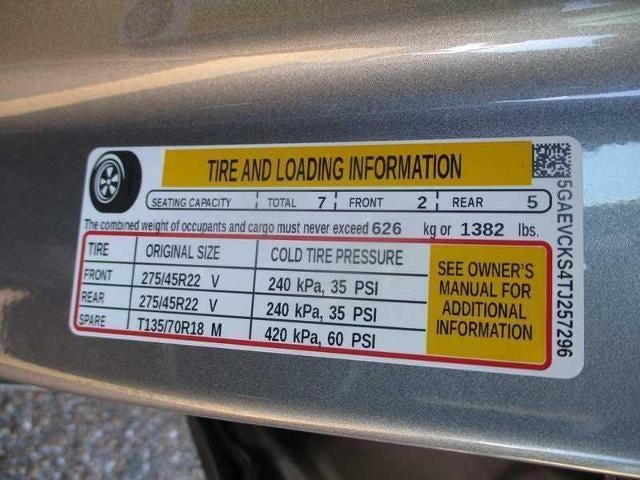 TIRE AND LOADING INFORMATION
SEATING CAPACITY TOTAL 7 FRONT 2 REAR 5
The combined weight of occupants and cargo must never exceed 626 kg or 1382 lbs.
TIRE ORIGINAL SIZE COLD TIRE PRESSURE
FRONT 275/45R22 V 240 kPa, 35 PSI
REAR 275/45R22 V 240 kPa, 35 PSI
SPARE T135/70R18 M 420 kPa, 60 PSI
SEE OWNER'S
MANUAL FOR
ADDITIONAL
INFORMATION
5GAEVCKS4TJ257296